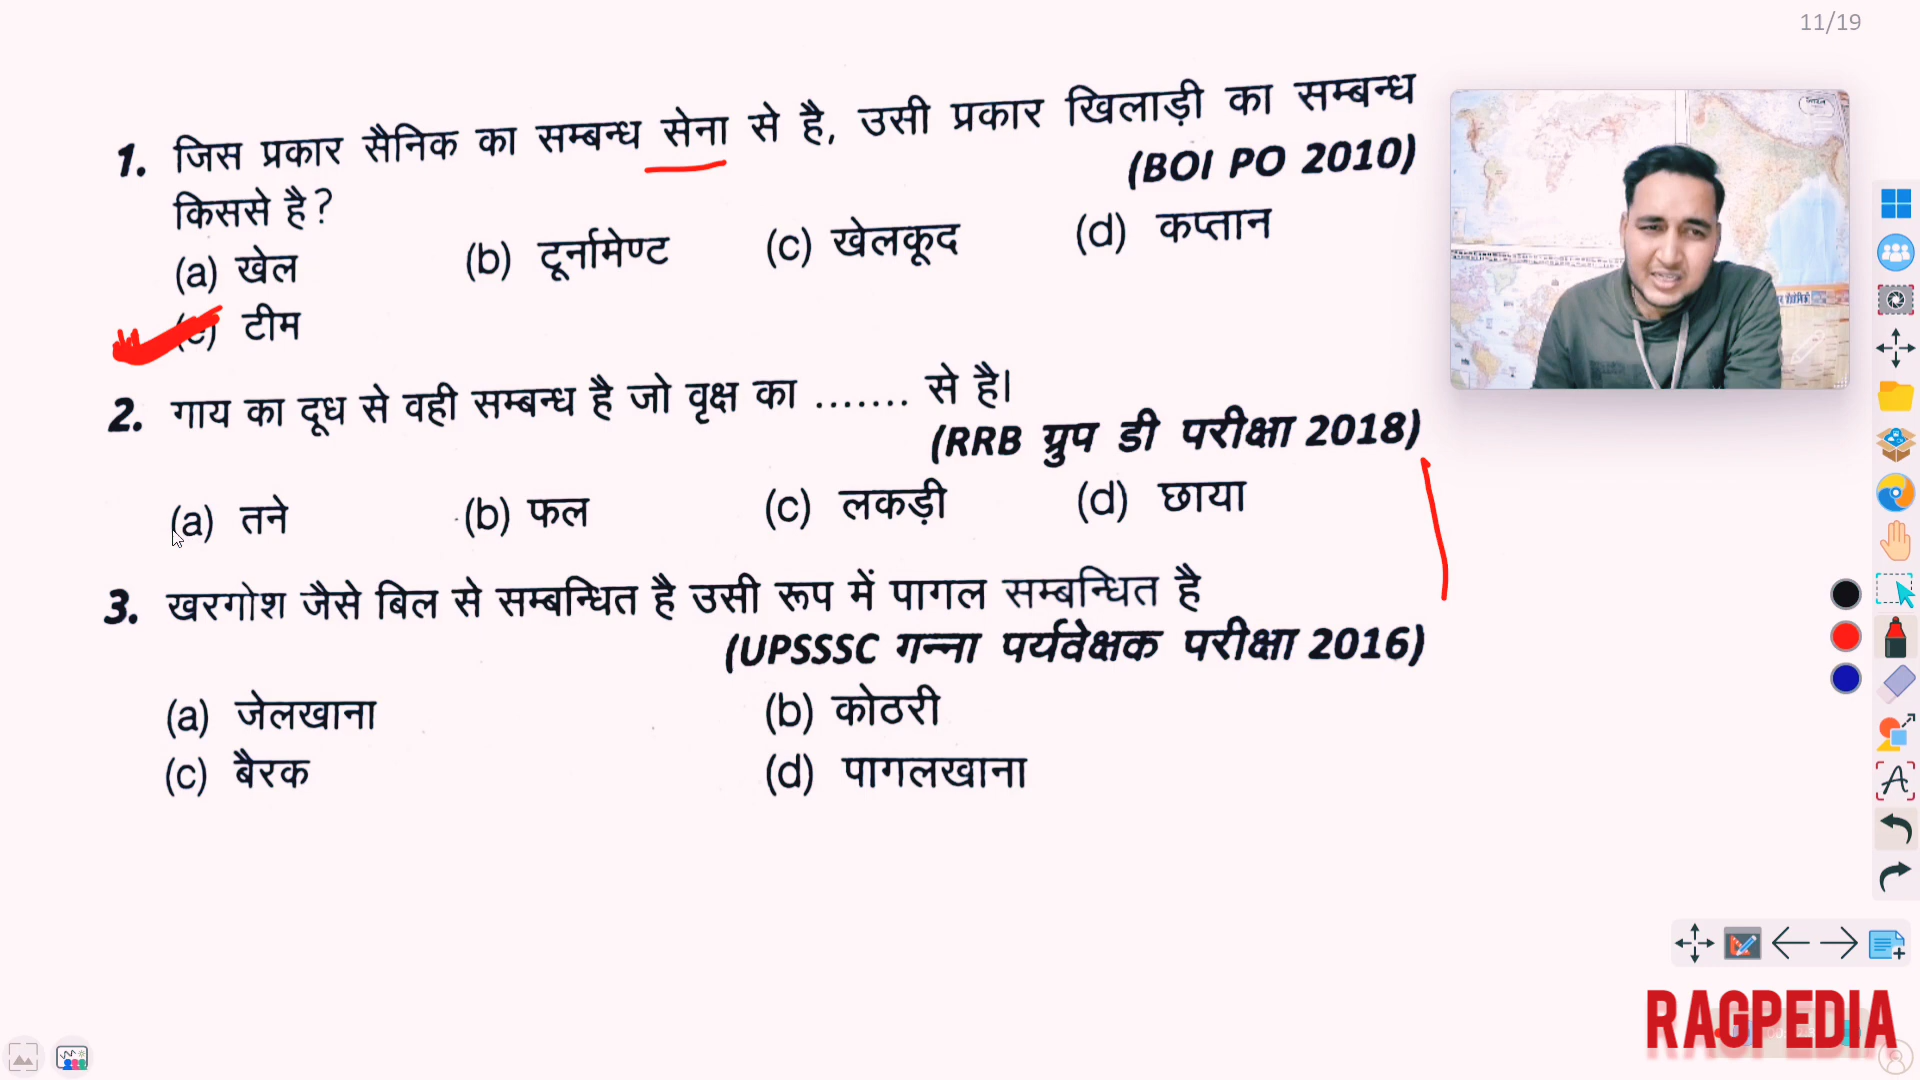 11/19
1. जिस प्रकार सैनिक का सम्बन्ध सेना से है, उसी प्रकार खिलाड़ी का सम्बन्ध
किससे है?
(BOI PO 2010)
(a) खेल (b) टूर्नामेण्ट (c) खेलकूद (d) कप्तान
(e) टीम
2. गाय का दूध से वही सम्बन्ध है जो वृक्ष का ....... से है।
(RRB ग्रुप डी परीक्षा 2018)
(a) तने (b) फल (c) लकड़ी (d) छाया
3. खरगोश जैसे बिल से सम्बन्धित है उसी रूप में पागल सम्बन्धित है
(UPSSSC गन्ना पर्यवेक्षक परीक्षा 2016)
(a) जेलखाना (b) कोठरी
(c) बैरक (d) पागलखाना
RAGPEDIA